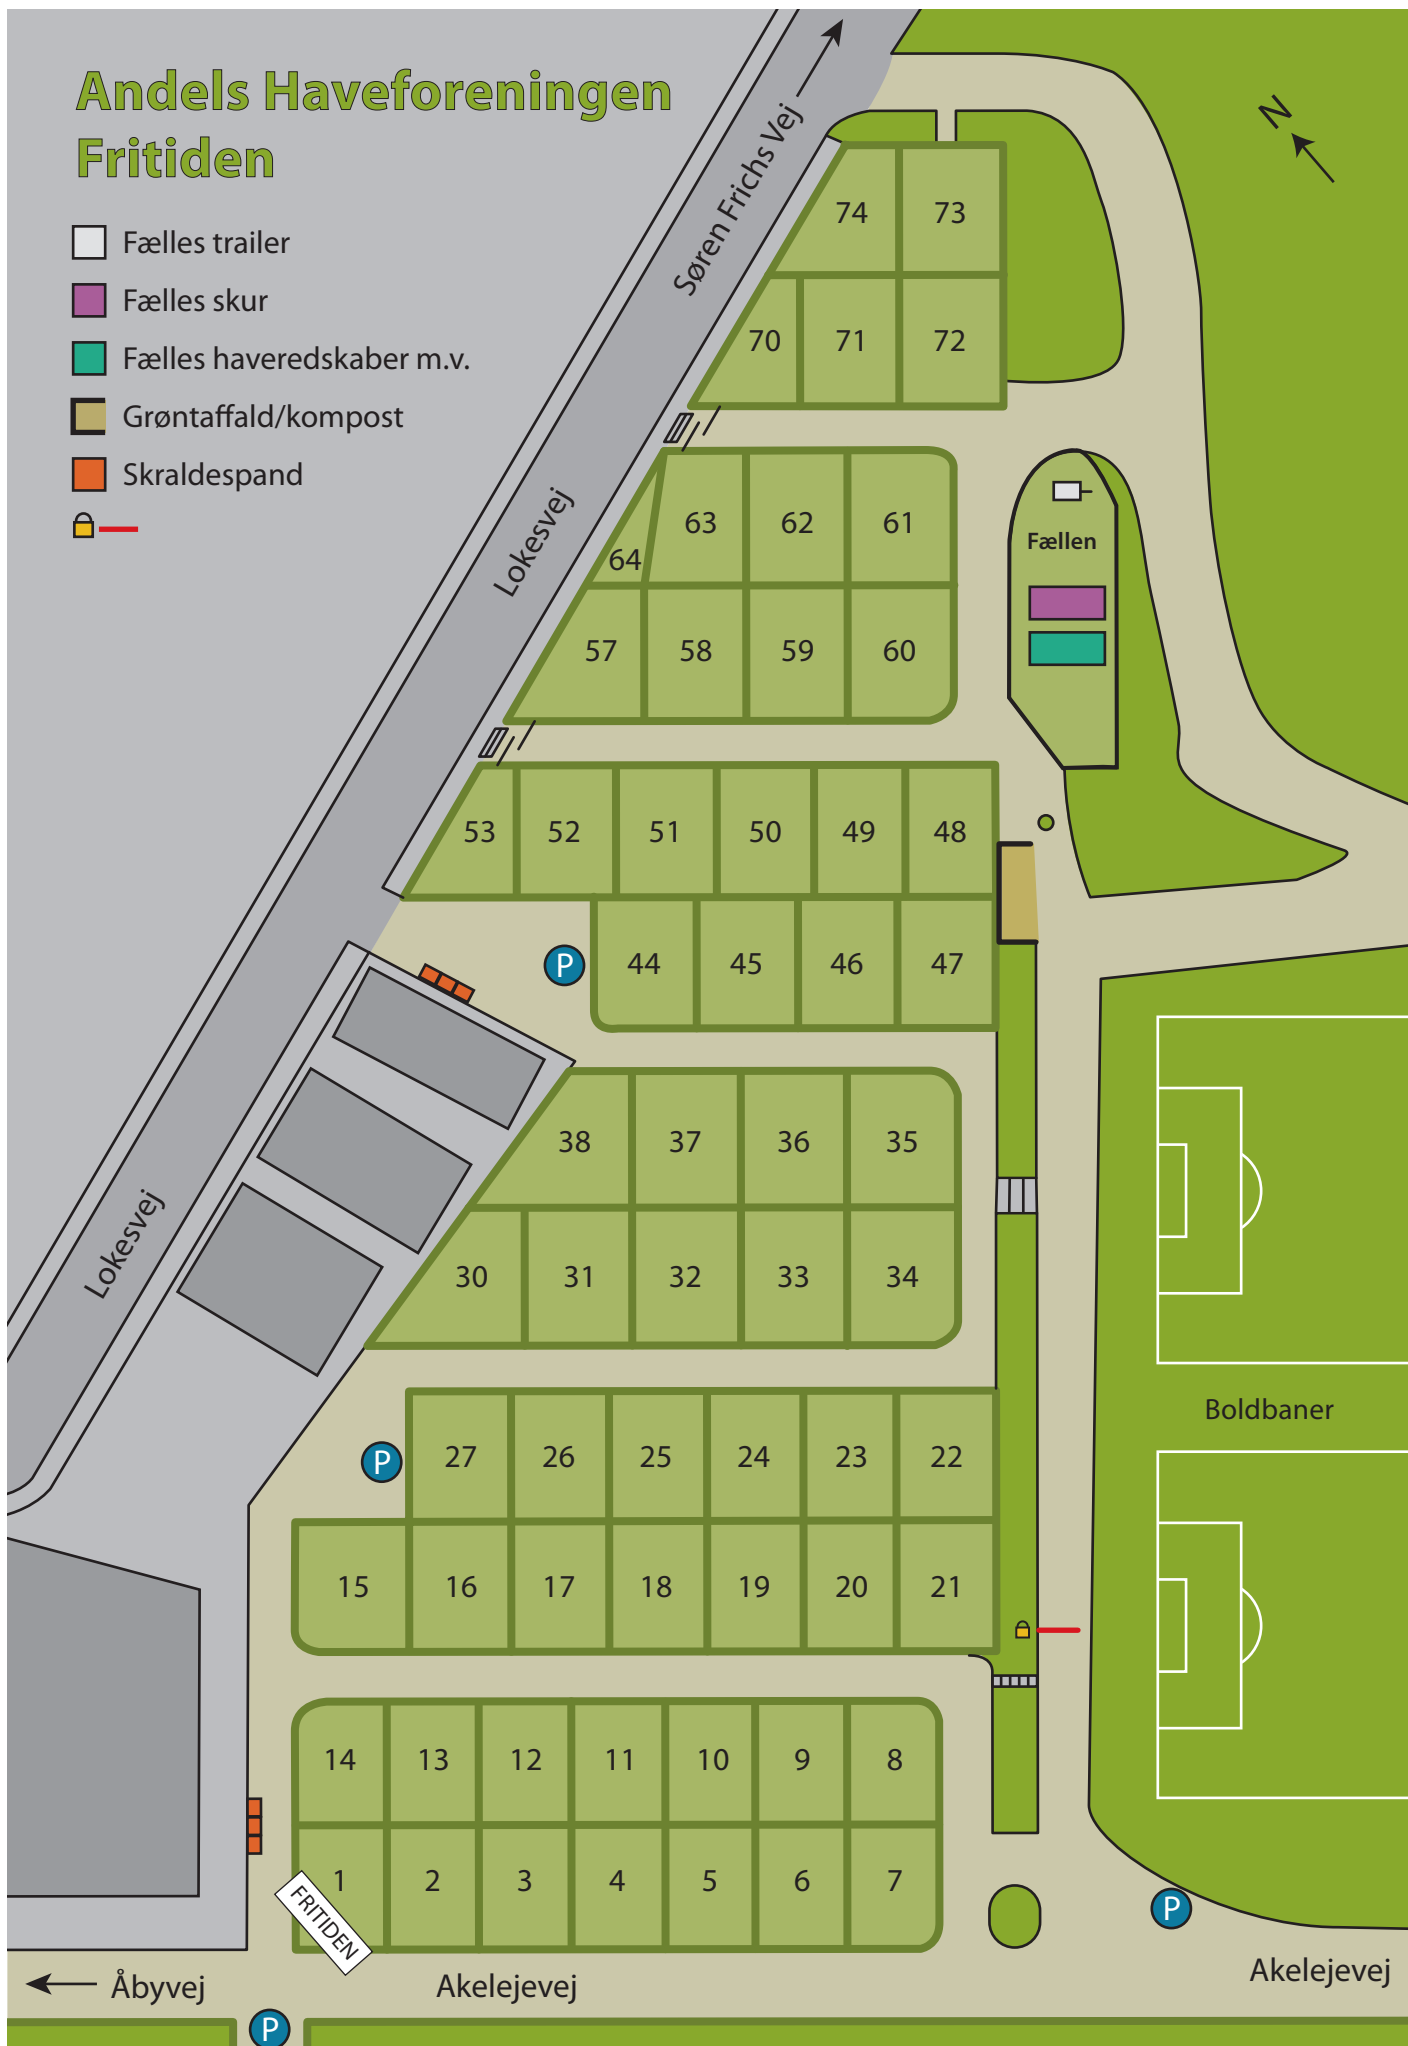 Andels Haveforeningen
Fritiden
Fælles trailer
Fælles skur
Fælles haveredskaber m.v.
Grøntaffald/kompost
Skraldespand
N
Søren Frichs Vej
74 73
70 71 72
Lokesvej
64 63 62 61
Fællen
57 58 59 60
53 52 51 50 49 48
P 44 45 46 47
38 37 36 35
Lokesvej
30 31 32 33 34
Boldbaner
P 27 26 25 24 23 22
15 16 17 18 19 20 21
14 13 12 11 10 9 8
1 2 3 4 5 6 7
FRITIDEN
P
Åbyvej Akelejevej Akelejevej
P